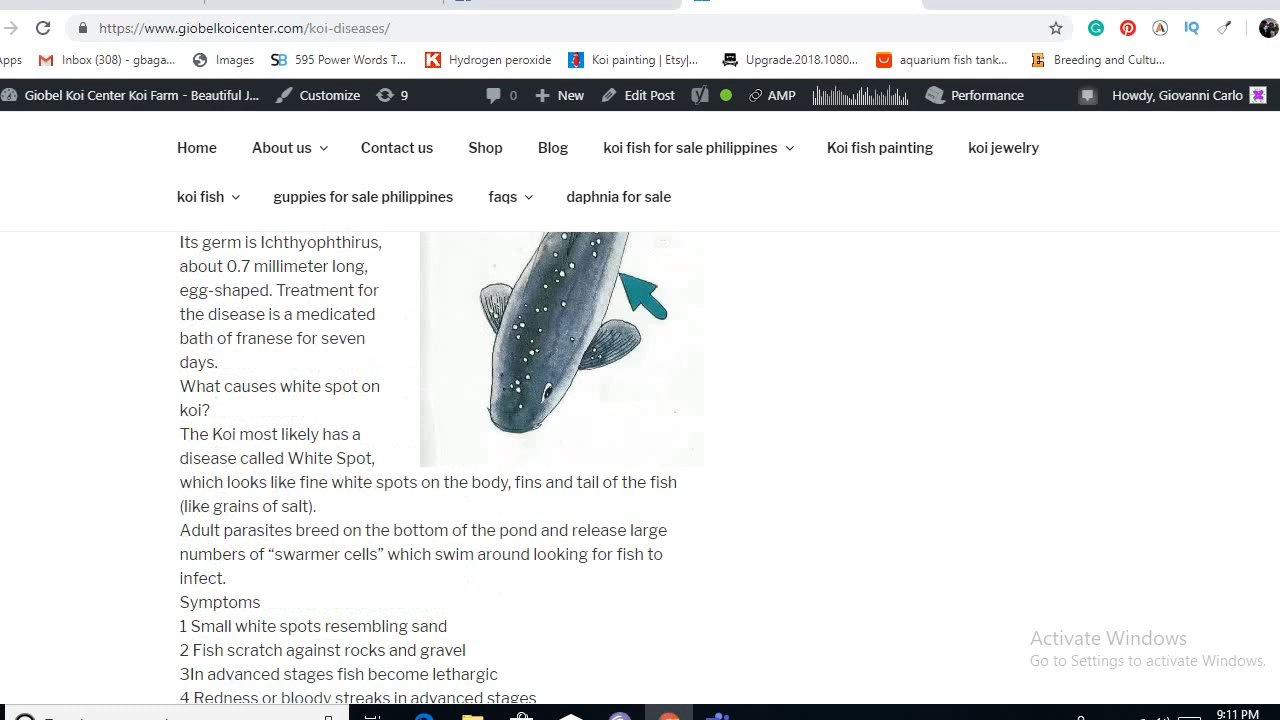 https://www.giobelkoicenter.com/koi-diseases/
Apps Inbox (308) - gbaga... Images 595 Power Words T... Hydrogen peroxide Koi painting | Etsy|... Upgrade.2018.1080... aquarium fish tank... Breeding and Cultu...
Giobel Koi Center Koi Farm - Beautiful J... Customize 9 0 New Edit Post AMP Performance Howdy, Giovanni Carlo
Home About us Contact us Shop Blog koi fish for sale philippines Koi fish painting koi jewelry
koi fish guppies for sale philippines faqs daphnia for sale
Its germ is Ichthyophthirus,
about 0.7 millimeter long,
egg-shaped. Treatment for
the disease is a medicated
bath of franese for seven
days.
What causes white spot on
koi?
The Koi most likely has a
disease called White Spot,
which looks like fine white spots on the body, fins and tail of the fish
(like grains of salt).
Adult parasites breed on the bottom of the pond and release large
numbers of “swarmer cells” which swim around looking for fish to
infect.
Symptoms
1 Small white spots resembling sand
2 Fish scratch against rocks and gravel
3In advanced stages fish become lethargic
4 Redness or bloody streaks in advanced stages
Activate Windows
Go to Settings to activate Windows.
9:11 PM